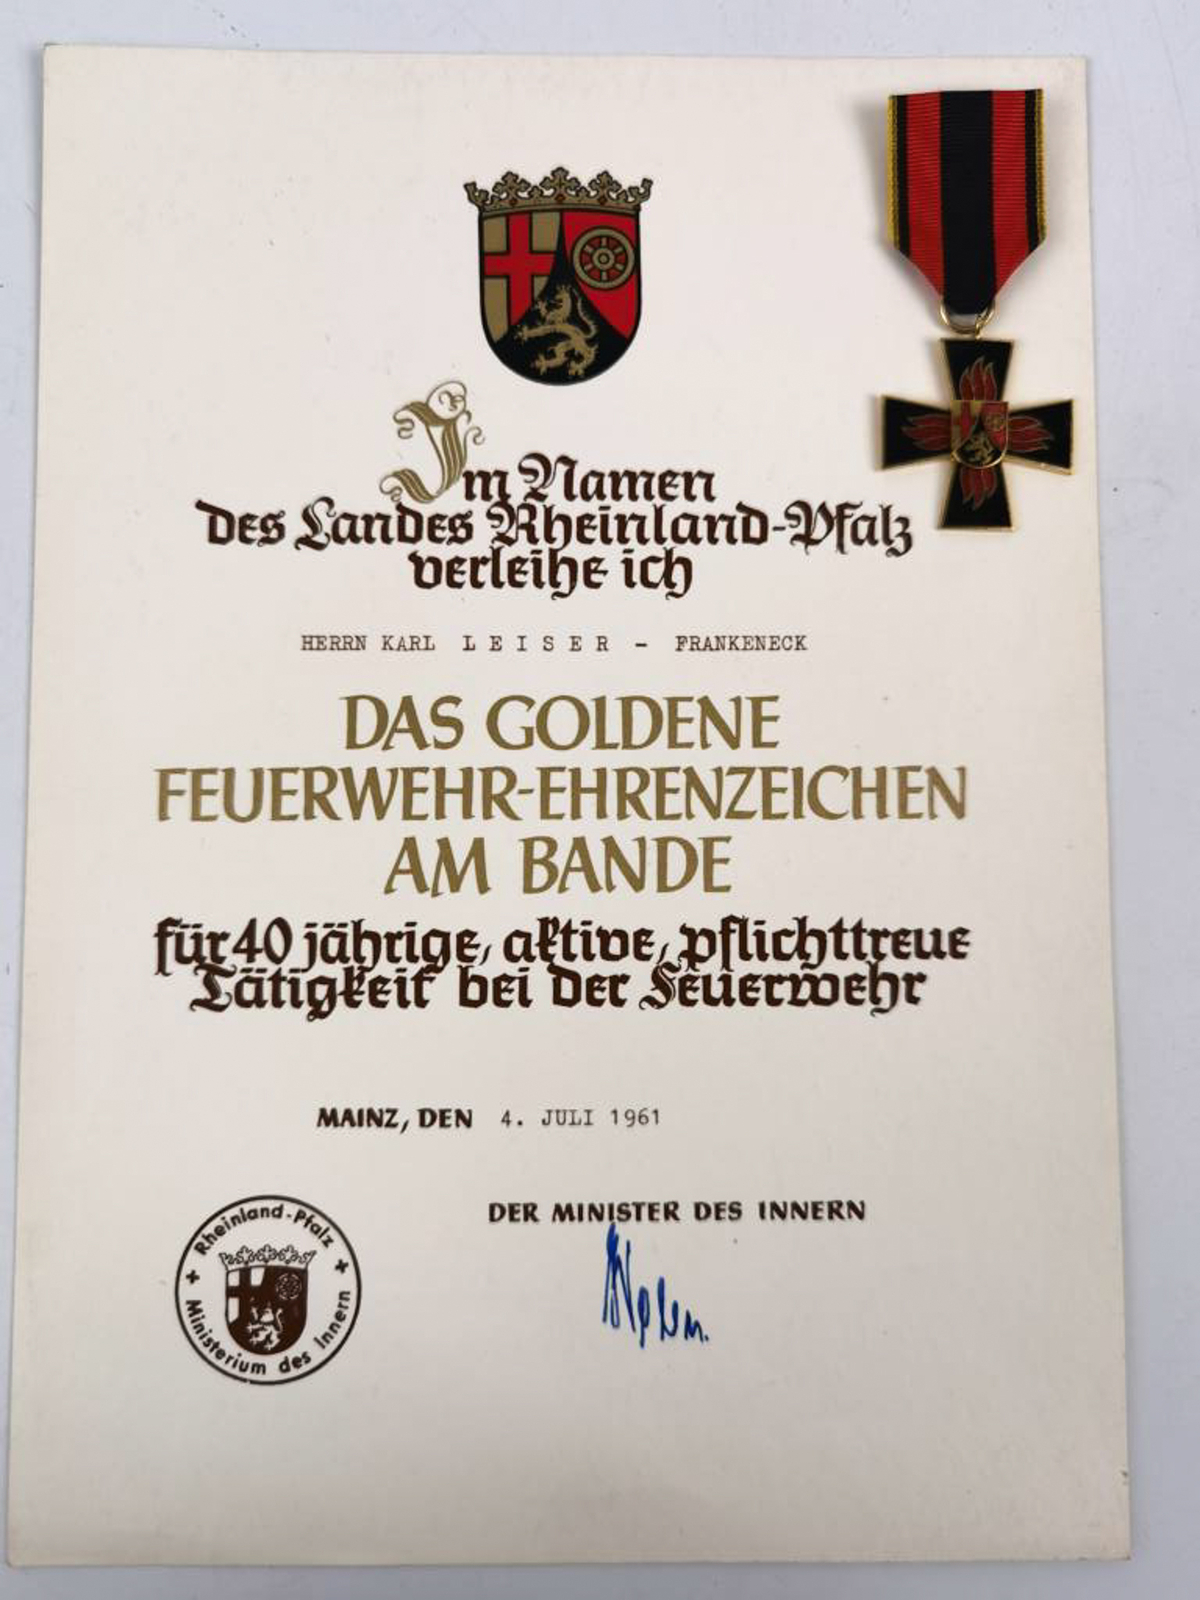 Im Namen
des Landes Rheinland-Pfalz
verleihe ich
HERRN KARL L E I S E R - FRANKENECK
DAS GOLDENE
FEUERWEHR-EHRENZEICHEN
AM BANDE
für 40 jährige, aktive, pflichttreue
Tätigkeit bei der Feuerwehr
MAINZ, DEN 4. JULI 1961
DER MINISTER DES INNERN
Rheinland-Pfalz
Ministerium des Innern